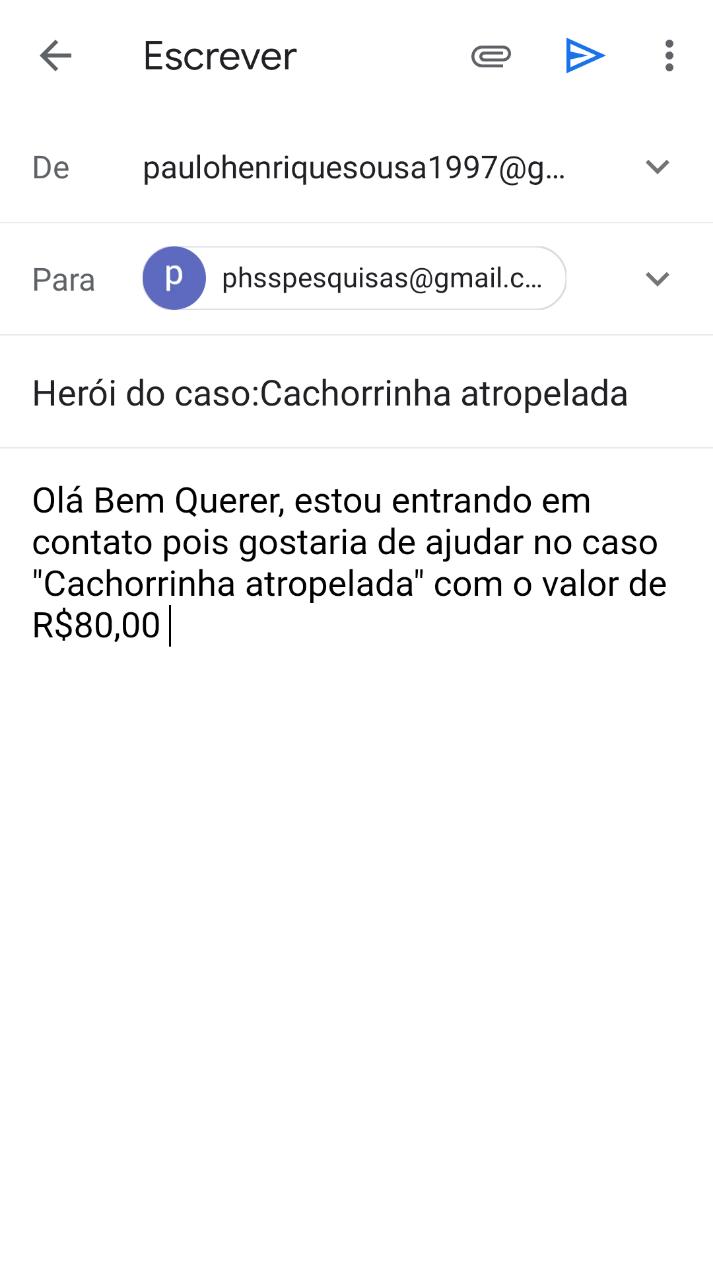 Escrever
De paulohenriquesousa1997@g...
Para p phsspesquisas@gmail.c...
Herói do caso:Cachorrinha atropelada
Olá Bem Querer, estou entrando em
contato pois gostaria de ajudar no caso
"Cachorrinha atropelada" com o valor de
R$80,00